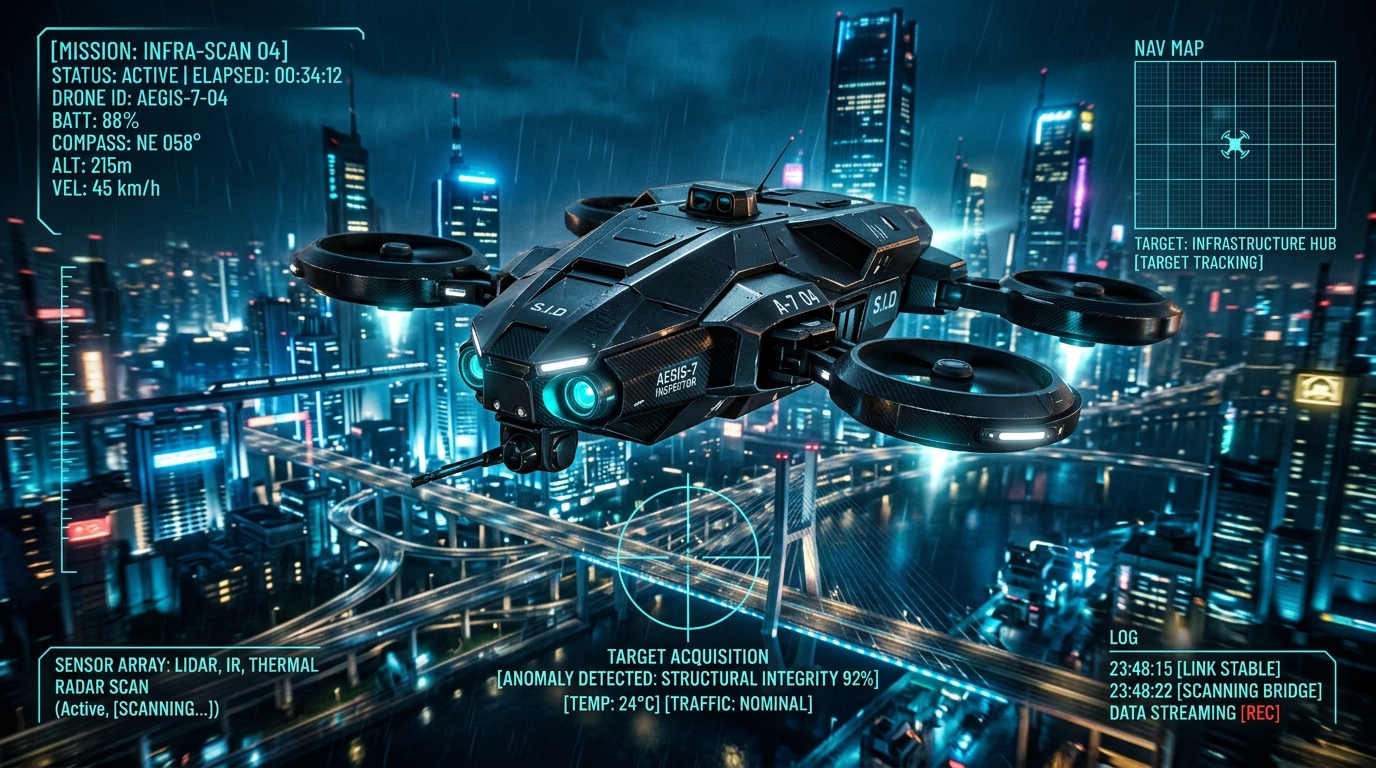 [MISSION: INFRA-SCAN 04]
STATUS: ACTIVE | ELAPSED: 00:34:12
DRONE ID: AEGIS-7-04
BATT: 88%
COMPASS: NE 058°
ALT: 215m
VEL: 45 km/h
NAV MAP
TARGET: INFRASTRUCTURE HUB
[TARGET TRACKING]
S.I.D
A-7 04
S.I.D
AEGIS-7
INSPECTOR
SENSOR ARRAY: LIDAR, IR, THERMAL
RADAR SCAN
(Active, [SCANNING...])
TARGET ACQUISITION
[ANOMALY DETECTED: STRUCTURAL INTEGRITY 92%]
[TEMP: 24°C] [TRAFFIC: NOMINAL]
LOG
23:48:15 [LINK STABLE]
23:48:22 [SCANNING BRIDGE]
DATA STREAMING [REC]